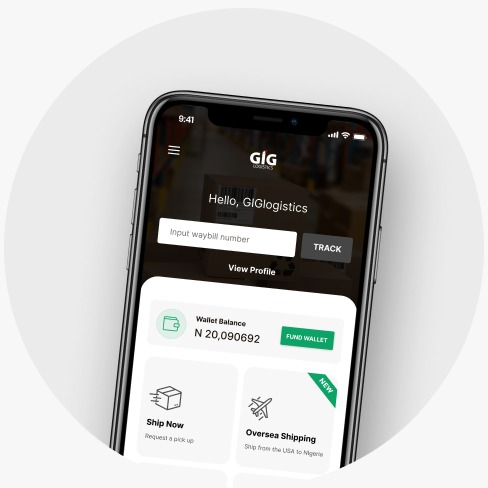 9:41
GIG
LOGISTICS
Hello, GIGlogistics
Input waybill number
TRACK
View Profile
Wallet Balance
N 20,090692
FUND WALLET
NEW
Ship Now
Request a pick up
Oversea Shipping
Ship from the USA to NIgeria